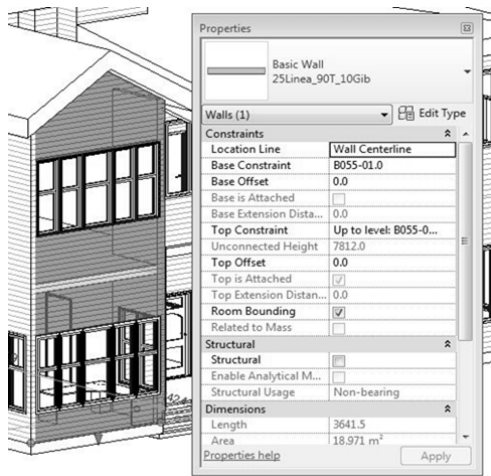 Properties
Basic Wall
25Linea_90T_10Gib
Walls (1)
Edit Type
Constraints
Location Line Wall Centerline
Base Constraint B055-01.0
Base Offset 0.0
Base is Attached
Base Extension Dista... 0.0
Top Constraint Up to level: B055-0...
Unconnected Height 7812.0
Top Offset 0.0
Top is Attached
Top Extension Distan... 0.0
Room Bounding
Related to Mass
Structural
Structural
Enable Analytical M...
Structural Usage Non-bearing
Dimensions
Length 3641.5
Area 18.971 m²
Properties help Apply